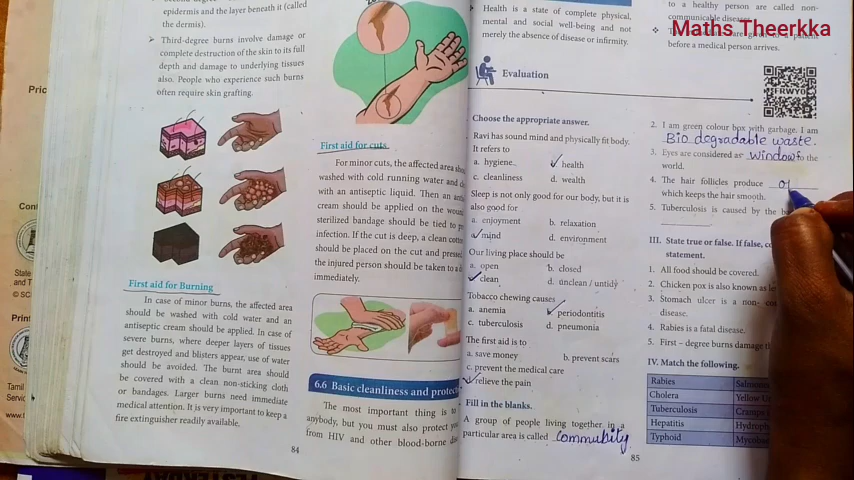 Maths Theerkka
epidermis and the layer beneath it (called
the dermis).
Third-degree burns involve damage or
complete destruction of the skin to its full
depth and damage to underlying tissues
also. People who experience such burns
often require skin grafting.
First aid for Burning
In case of minor burns, the affected area
should be washed with cold water and an
antiseptic cream should be applied. In case of
severe burns, where deeper layers of tissues
get destroyed and blisters appear, use of water
should be avoided. The burnt area should
be covered with a clean non-sticking cloth
or bandages. Larger burns need immediate
medical attention. It is very important to keep a
fire extinguisher readily available.
84
First aid for cuts
For minor cuts, the affected area
washed with cold running water and
with an antiseptic liquid. Then an
cream should be applied on the
sterilized bandage should be tied to
infection. If the cut is deep, a clean
should be placed on the cut and
the injured person should be taken to a
immediately.
6.6 Basic cleanliness and
The most important thing is to
anybody, but you must also protect
from HIV and other blood-borne
Health is a state of complete physical,
mental and social well-being and not
merely the absence of disease or infirmity.
Evaluation
Choose the appropriate answer.
Ravi has sound mind and physically fit body.
It refers to
a. hygiene
b. health
c. cleanliness
d. wealth
Sleep is not only good for our body, but it is
also good for
a. enjoyment
b. relaxation
c. mind
d. environment
Our living place should be
a. open
b. closed
c. clean
d. unclean / untidy
Tobacco chewing causes
a. anemia
b. periodontitis
c. tuberculosis
d. pneumonia
The first aid is to
a. save money
b. prevent scars
c. prevent the medical care
d. relieve the pain
Fill in the blanks.
A group of people living together in a
particular area is called community
to a healthy person are called non-
before a medical person arrives.
2. I am green colour box with garbage. I am
Bio degradable waste.
3. Eyes are considered as windows to the
world.
4. The hair follicles produce
which keeps the hair smooth.
5. Tuberculosis is caused by the
III. State true or false. If false,
statement.
1. All food should be covered.
2. Chicken pox is also known as
3. Stomach ulcer is a non-
disease.
4. Rabies is a fatal disease.
5. First – degree burns damage
IV. Match the following.
Rabies
Cholera
Tuberculosis
Hepatitis
Typhoid
85